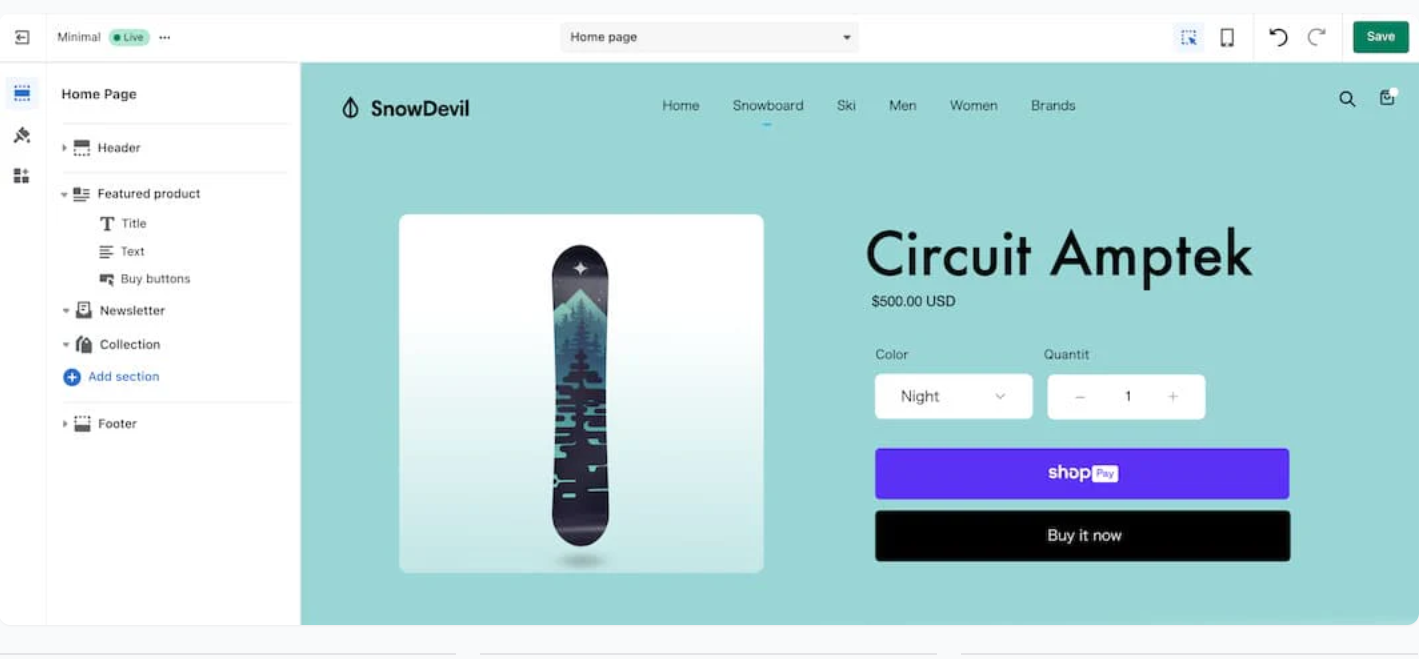 Minimal Live ... Home page Save
Home Page
Header
Featured product
Title
Text
Buy buttons
Newsletter
Collection
Add section
Footer
SnowDevil Home Snowboard Ski Men Women Brands
Circuit Amptek
$500.00 USD
Color Quantit
Night − 1 +
shop Pay
Buy it now